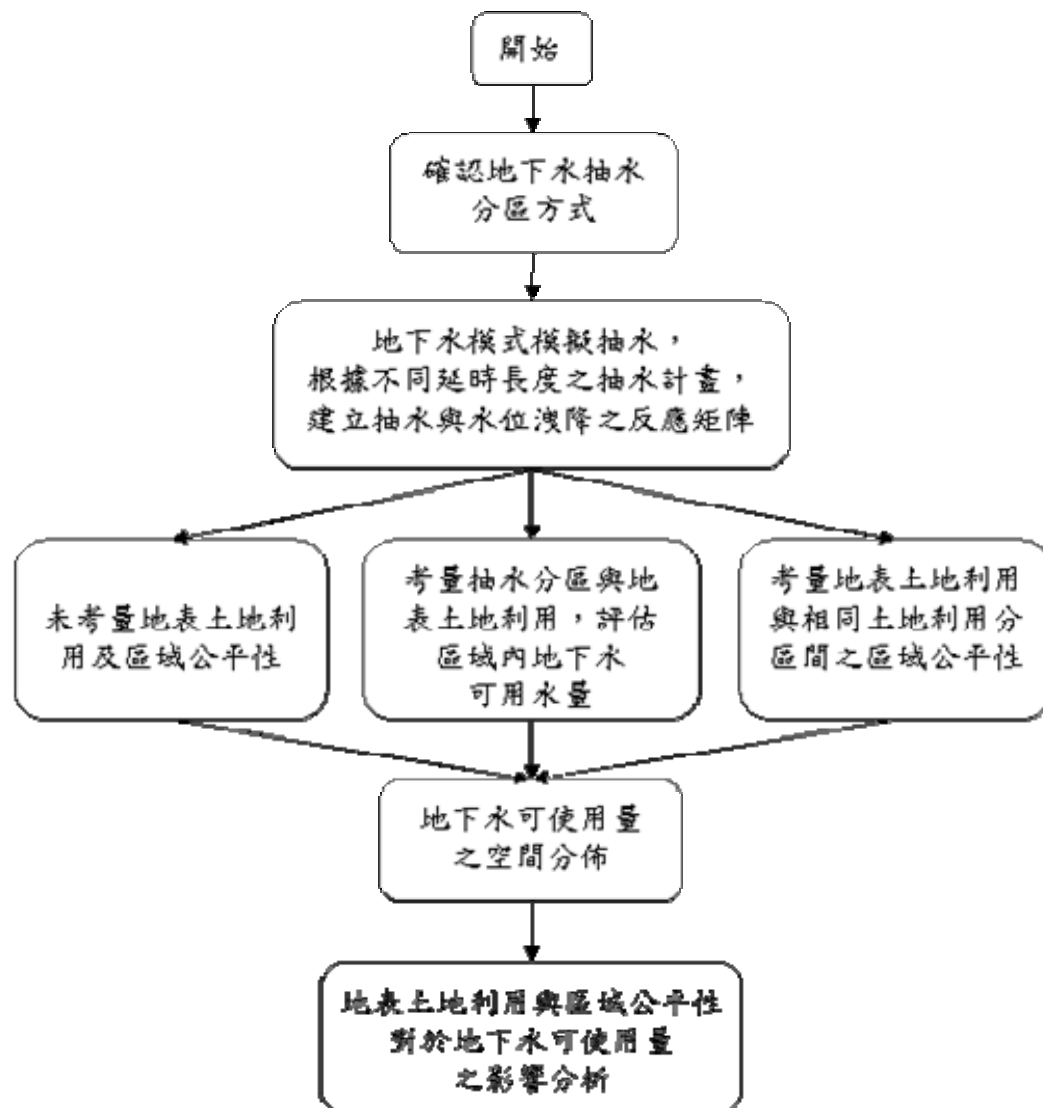 開始
確認地下水抽水
分區方式
地下水模式模擬抽水，
根據不同延時長度之抽水計畫，
建立抽水與水位洩降之反應矩陣
未考量地表土地利
用及區域公平性
考量抽水分區與地
表土地利用，評估
區域內地下水
可用水量
考量地表土地利用
與相同土地利用分
區間之區域公平性
地下水可使用量
之空間分佈
地表土地利用與區域公平性
對於地下水可使用量
之影響分析